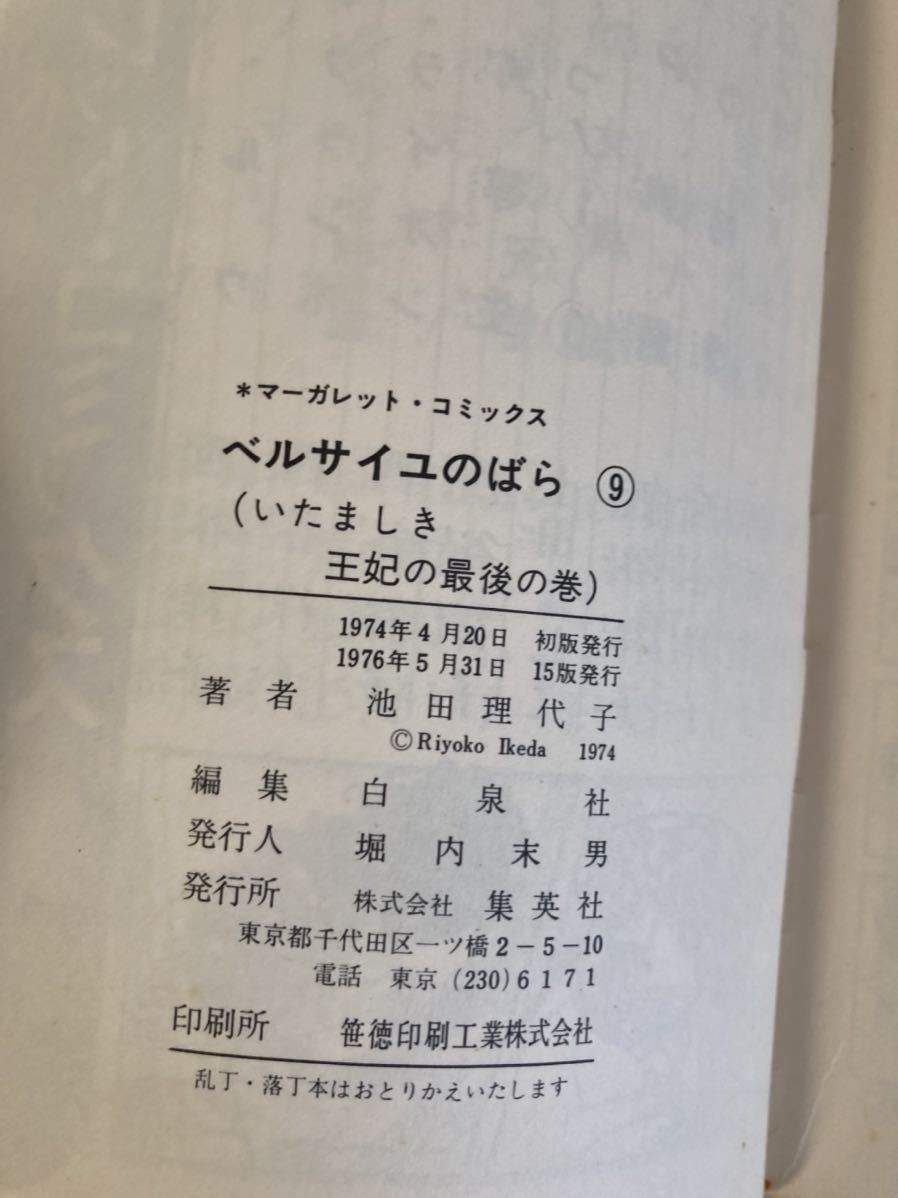 *マーガレット・コミックス
ベルサイユのばら ⑨
(いたましき
王妃の最後の巻)
1974年4月20日 初版発行
1976年5月31日 15版発行
著者 池田理代子
©Riyoko Ikeda 1974
編集 白泉社
発行人 堀内末男
発行所 株式会社 集英社
東京都千代田区一ツ橋2-5-10
電話 東京(230)6171
印刷所 笹徳印刷工業株式会社
乱丁・落丁本はおとりかえいたします